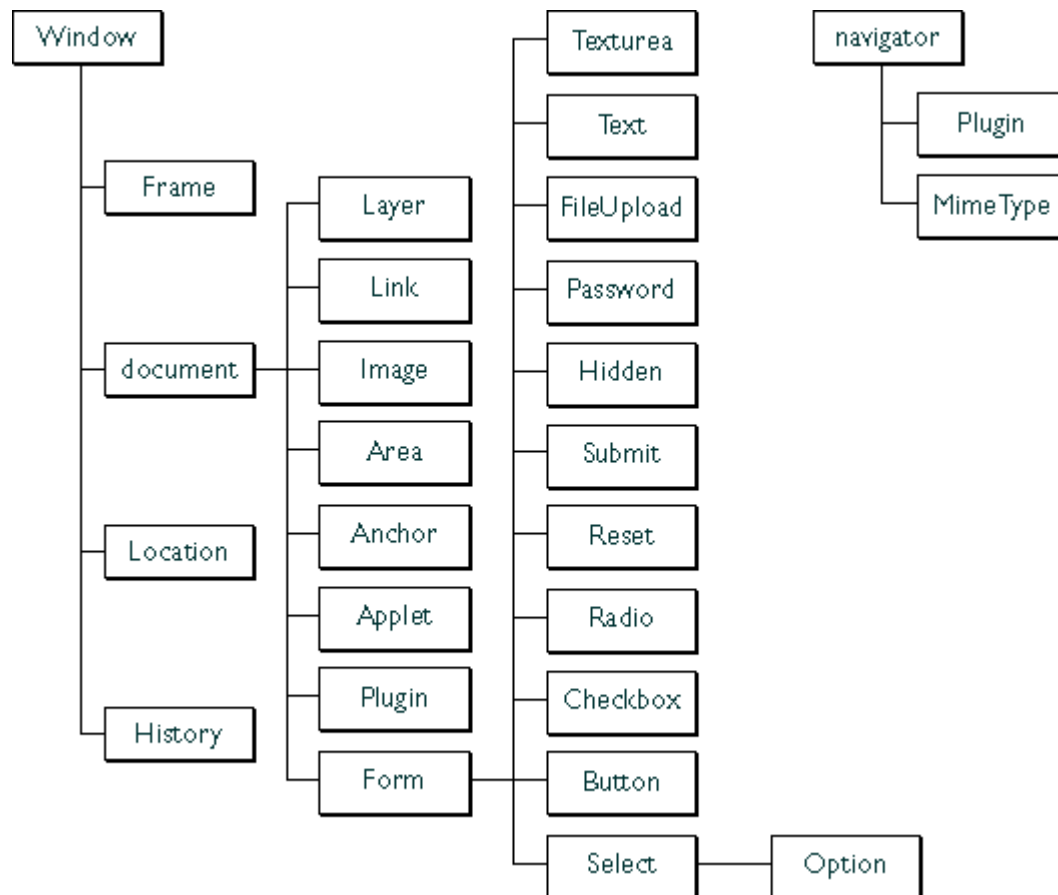 Window
Frame
document
Location
History
Layer
Link
Image
Area
Anchor
Applet
Plugin
Form
Texturea
Text
FileUpload
Password
Hidden
Submit
Reset
Radio
Checkbox
Button
Select
Option
navigator
Plugin
MimeType